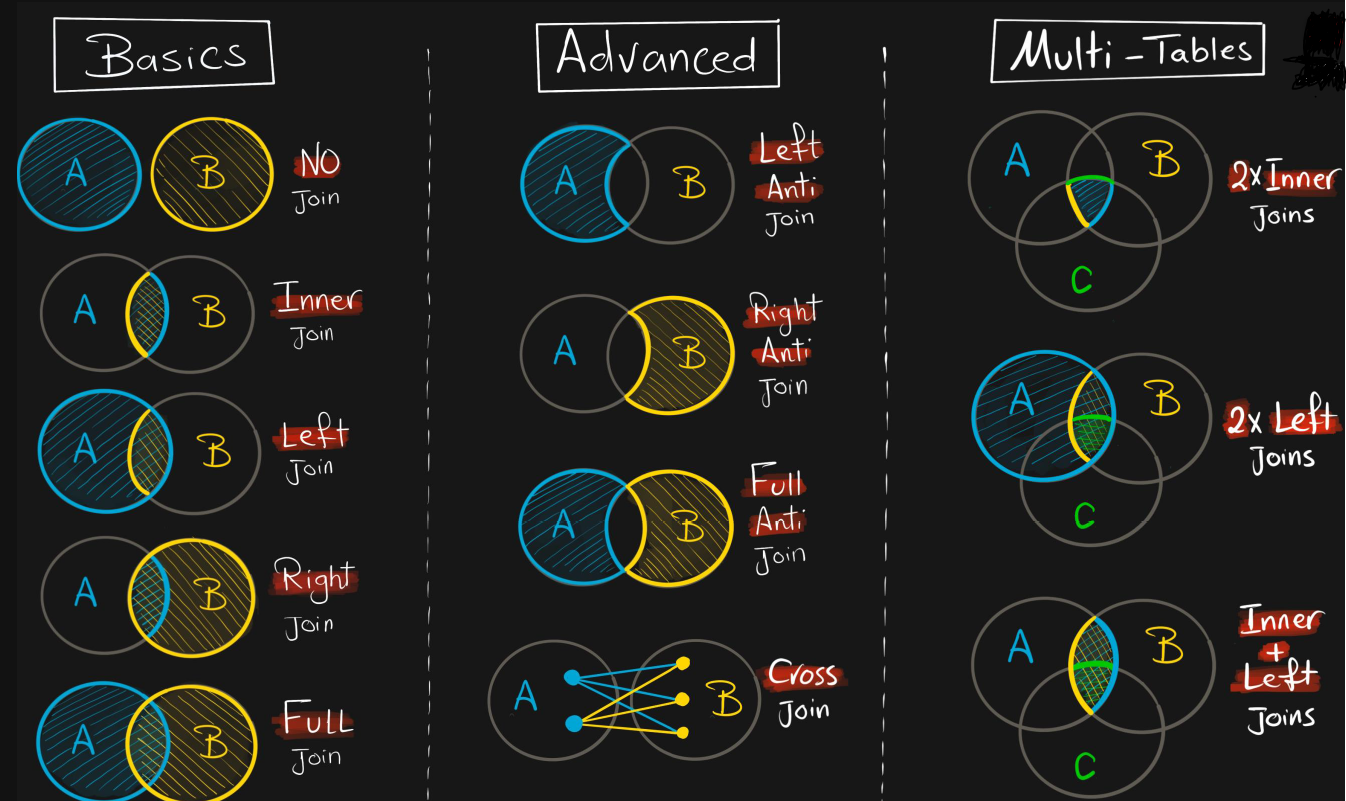 Basics
A
B
NO
Join
A
B
Inner
Join
A
B
Left
Join
A
B
Right
Join
A
B
FULL
Join
Advanced
A
B
Left
Anti
Join
A
B
Right
Anti
Join
A
B
Full
Anti
Join
A
B
Cross
Join
Multi-Tables
A
B
C
2x Inner
Joins
A
B
C
2x Left
Joins
A
B
C
Inner
+
Left
Joins